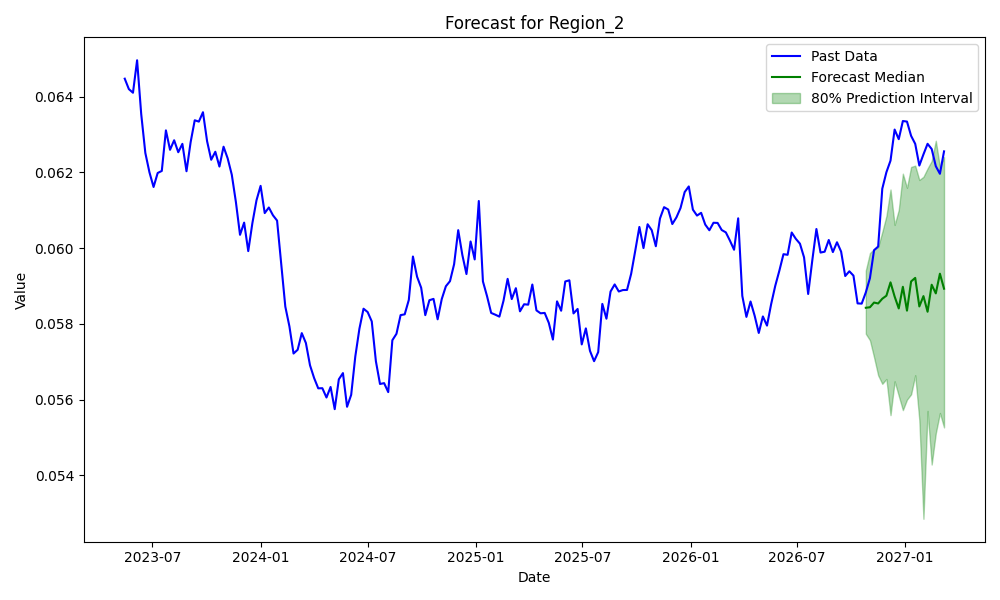 Forecast for Region_2
Past Data
Forecast Median
80% Prediction Interval
Value
0.064
0.062
0.060
0.058
0.056
0.054
2023-07
2024-01
2024-07
2025-01
2025-07
2026-01
2026-07
2027-01
Date